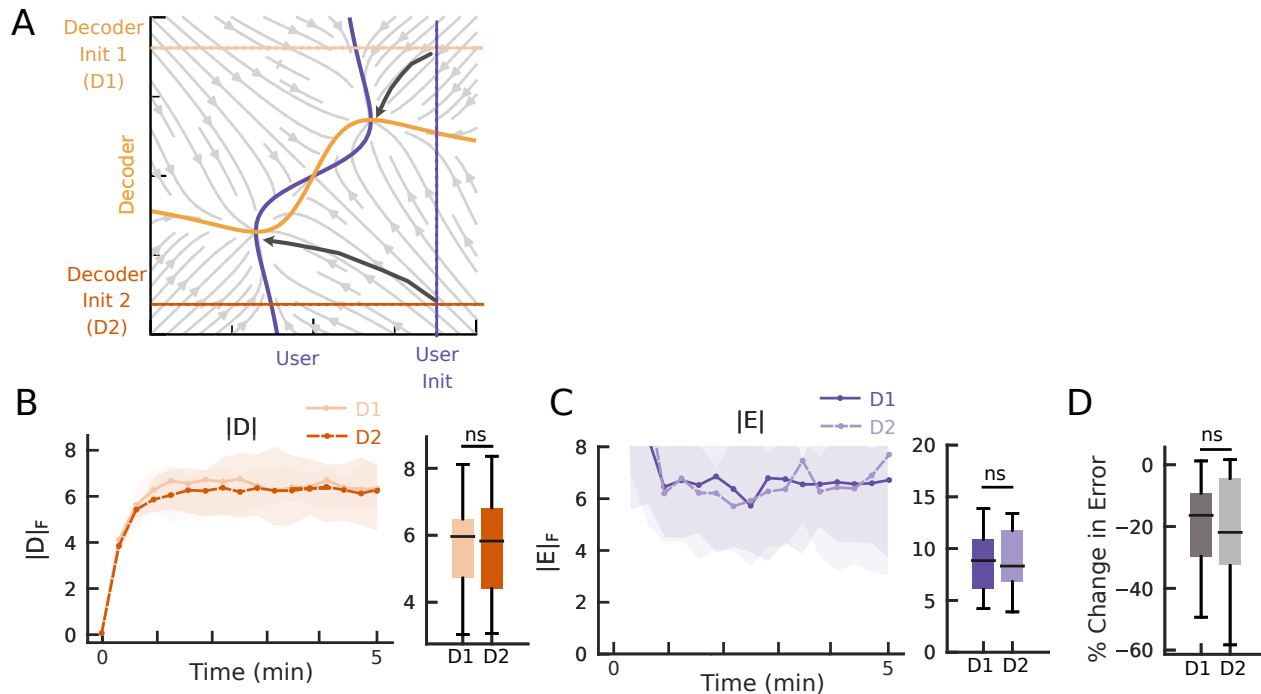 A
Decoder
Init 1
(D1)
Decoder
Decoder
Init 2
(D2)
User
User
Init
B
|D|
D1
D2
|D|F
8
6
4
2
0
0
5
Time (min)
ns
8
6
4
D1 D2
C
|E|
D1
D2
|E|F
8
6
4
2
0
0
5
Time (min)
ns
20
15
10
5
0
D1 D2
D
ns
% Change in Error
0
−20
−40
−60
D1 D2